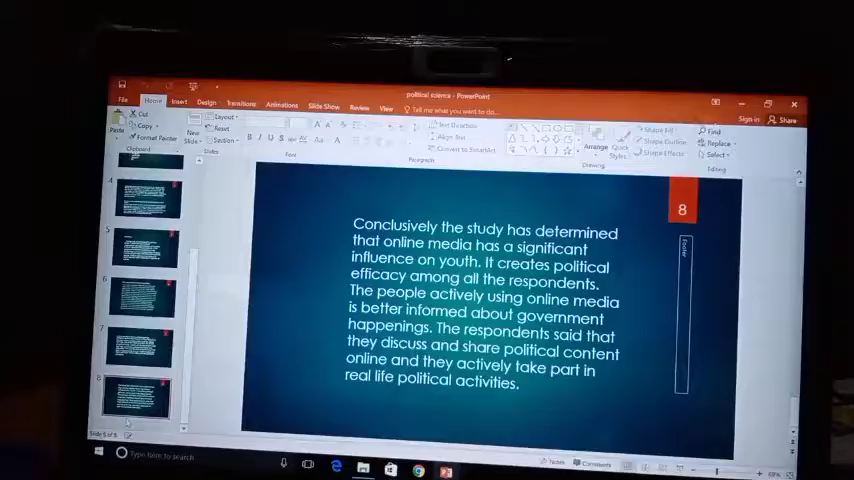 political science - PowerPoint
File Home Insert Design Transitions Animations Slide Show Review View Tell me what you want to do...
Sign in Share
Paste
Cut
Copy
Format Painter
Clipboard
New Slide
Layout
Reset
Section
Slides
Font
Text Direction
Align Text
Convert to SmartArt
Paragraph
Arrange
Quick Styles
Shape Fill
Shape Outline
Shape Effects
Drawing
Find
Replace
Select
Editing
4
5
6
7
8
8
Footer
Conclusively the study has determined
that online media has a significant
influence on youth. It creates political
efficacy among all the respondents.
The people actively using online media
is better informed about government
happenings. The respondents said that
they discuss and share political content
online and they actively take part in
real life political activities.
Notes Comments
Type here to search